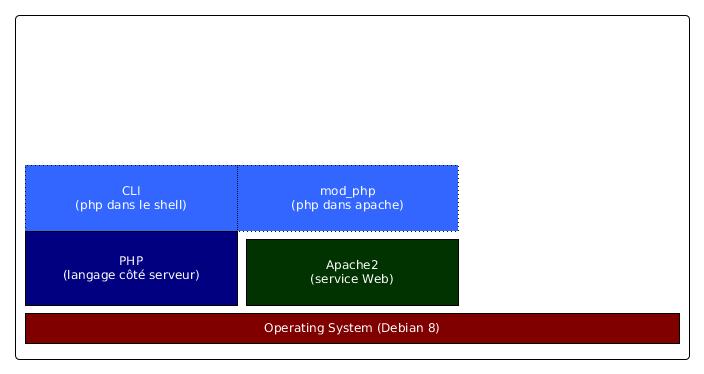 CLI
(php dans le shell)
mod_php
(php dans apache)
PHP
(langage côté serveur)
Apache2
(service Web)
Operating System (Debian 8)